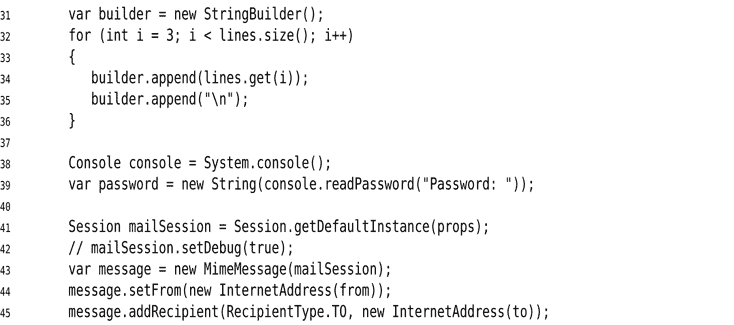 31 var builder = new StringBuilder();
32 for (int i = 3; i < lines.size(); i++)
33 {
34 builder.append(lines.get(i));
35 builder.append("\n");
36 }
37
38 Console console = System.console();
39 var password = new String(console.readPassword("Password: "));
40
41 Session mailSession = Session.getDefaultInstance(props);
42 // mailSession.setDebug(true);
43 var message = new MimeMessage(mailSession);
44 message.setFrom(new InternetAddress(from));
45 message.addRecipient(RecipientType.TO, new InternetAddress(to));